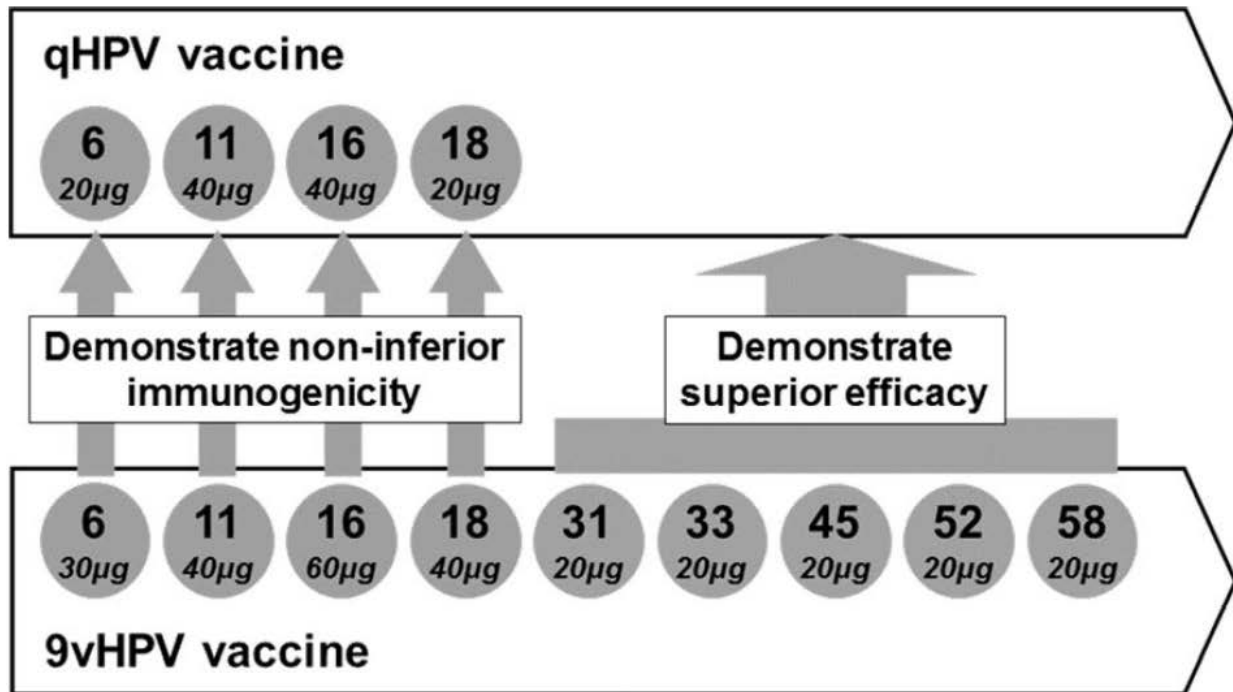 qHPV vaccine
6 11 16 18
20µg 40µg 40µg 20µg
Demonstrate non-inferior
immunogenicity
Demonstrate
superior efficacy
6 11 16 18 31 33 45 52 58
30µg 40µg 60µg 40µg 20µg 20µg 20µg 20µg 20µg
9vHPV vaccine